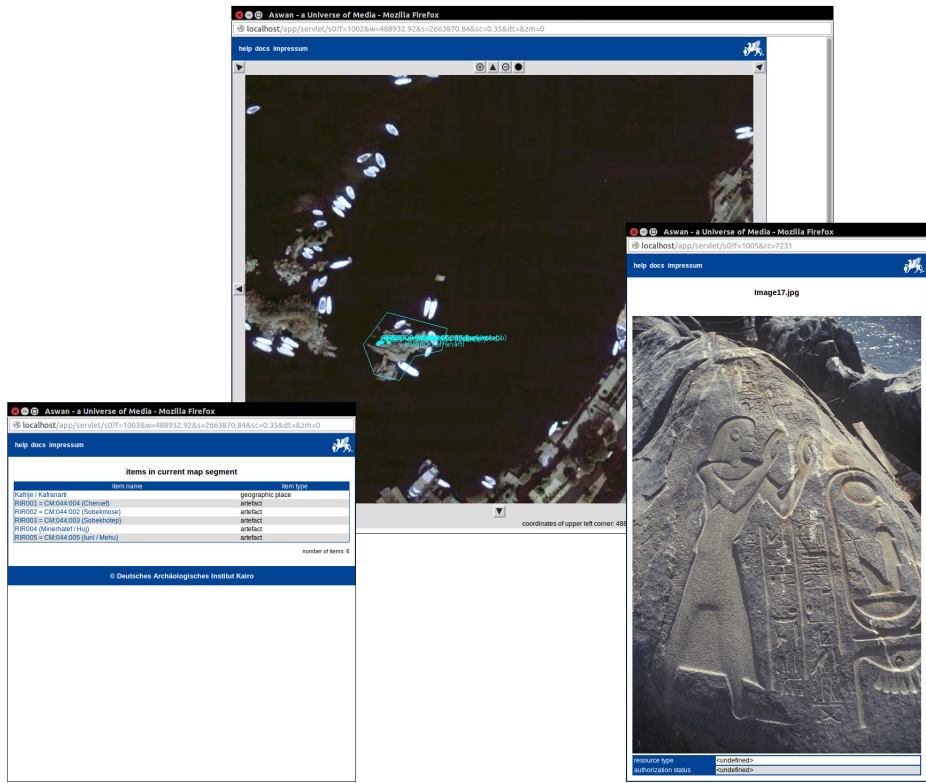 Aswan - a Universe of Media - Mozilla Firefox
localhost/app/servlet/s0?f=1002&w=488932.92&s=2663870.84&sc=0.35&dt=&zm=0
help docs impressum
coordinates of upper left corner: 488
Aswan - a Universe of Media - Mozilla Firefox
localhost/app/servlet/s0?f=1005&rc=7231
help docs impressum
Image17.jpg
resource type <undefined>
authorization status <undefined>
Aswan - a Universe of Media - Mozilla Firefox
localhost/app/servlet/s0?f=1003&w=488932.92&s=2663870.84&sc=0.35&dt=&zm=0
help docs impressum
items in current map segment
item name item type
Kafrije / Kafranarti geographic place
RIR001 = CM:044:004 (Cheruef) artefact
RIR002 = CM:044:002 (Sobekmose) artefact
RIR003 = CM:044:003 (Sobekhotep) artefact
RIR004 (Minerhatef / Huj) artefact
RIR005 = CM:044:005 (Iuni / Mehu) artefact
number of items: 6
© Deutsches Archäologisches Institut Kairo